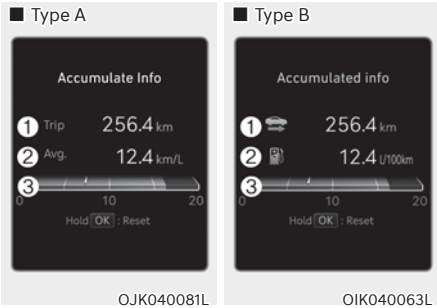 ■ Type A
Accumulate Info
1 Trip 256.4 km
2 Avg. 12.4 km/L
3
0 10 20
Hold OK : Reset
OJK040081L
■ Type B
Accumulated info
1 256.4 km
2 12.4 L/100km
3
0 10 20
Hold OK : Reset
OIK040063L